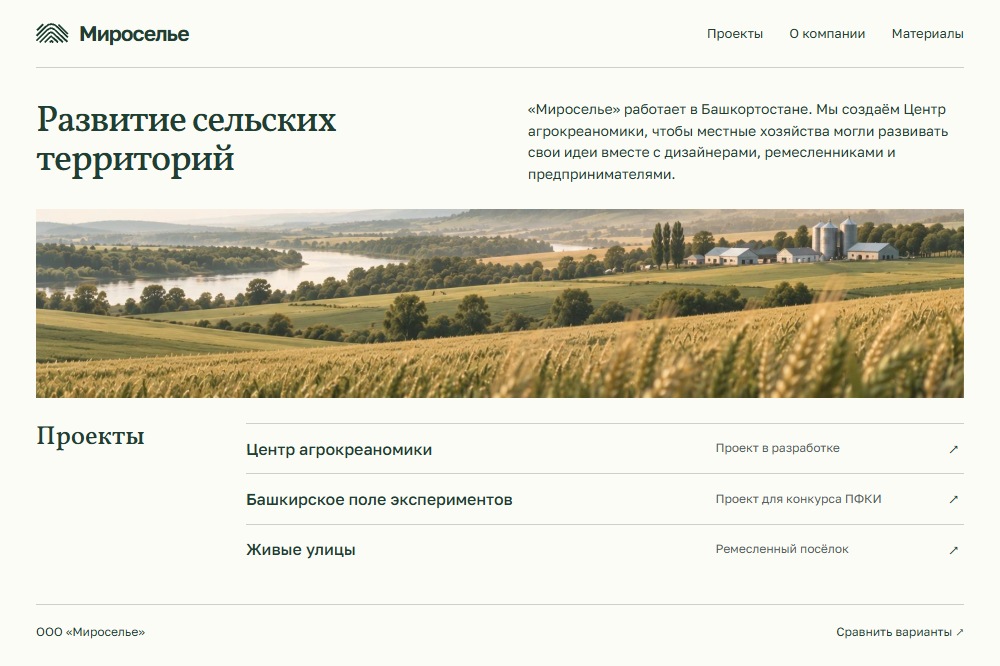 Мироселье
Проекты
О компании
Материалы
Развитие сельских
территорий
«Мироселье» работает в Башкортостане. Мы создаём Центр
агрокреаномики, чтобы местные хозяйства могли развивать
свои идеи вместе с дизайнерами, ремесленниками и
предпринимателями.
Проекты
Центр агрокреаномики
Проект в разработке
↗
Башкирское поле экспериментов
Проект для конкурса ПФКИ
↗
Живые улицы
Ремесленный посёлок
↗
ООО «Мироселье»
Сравнить варианты ↗